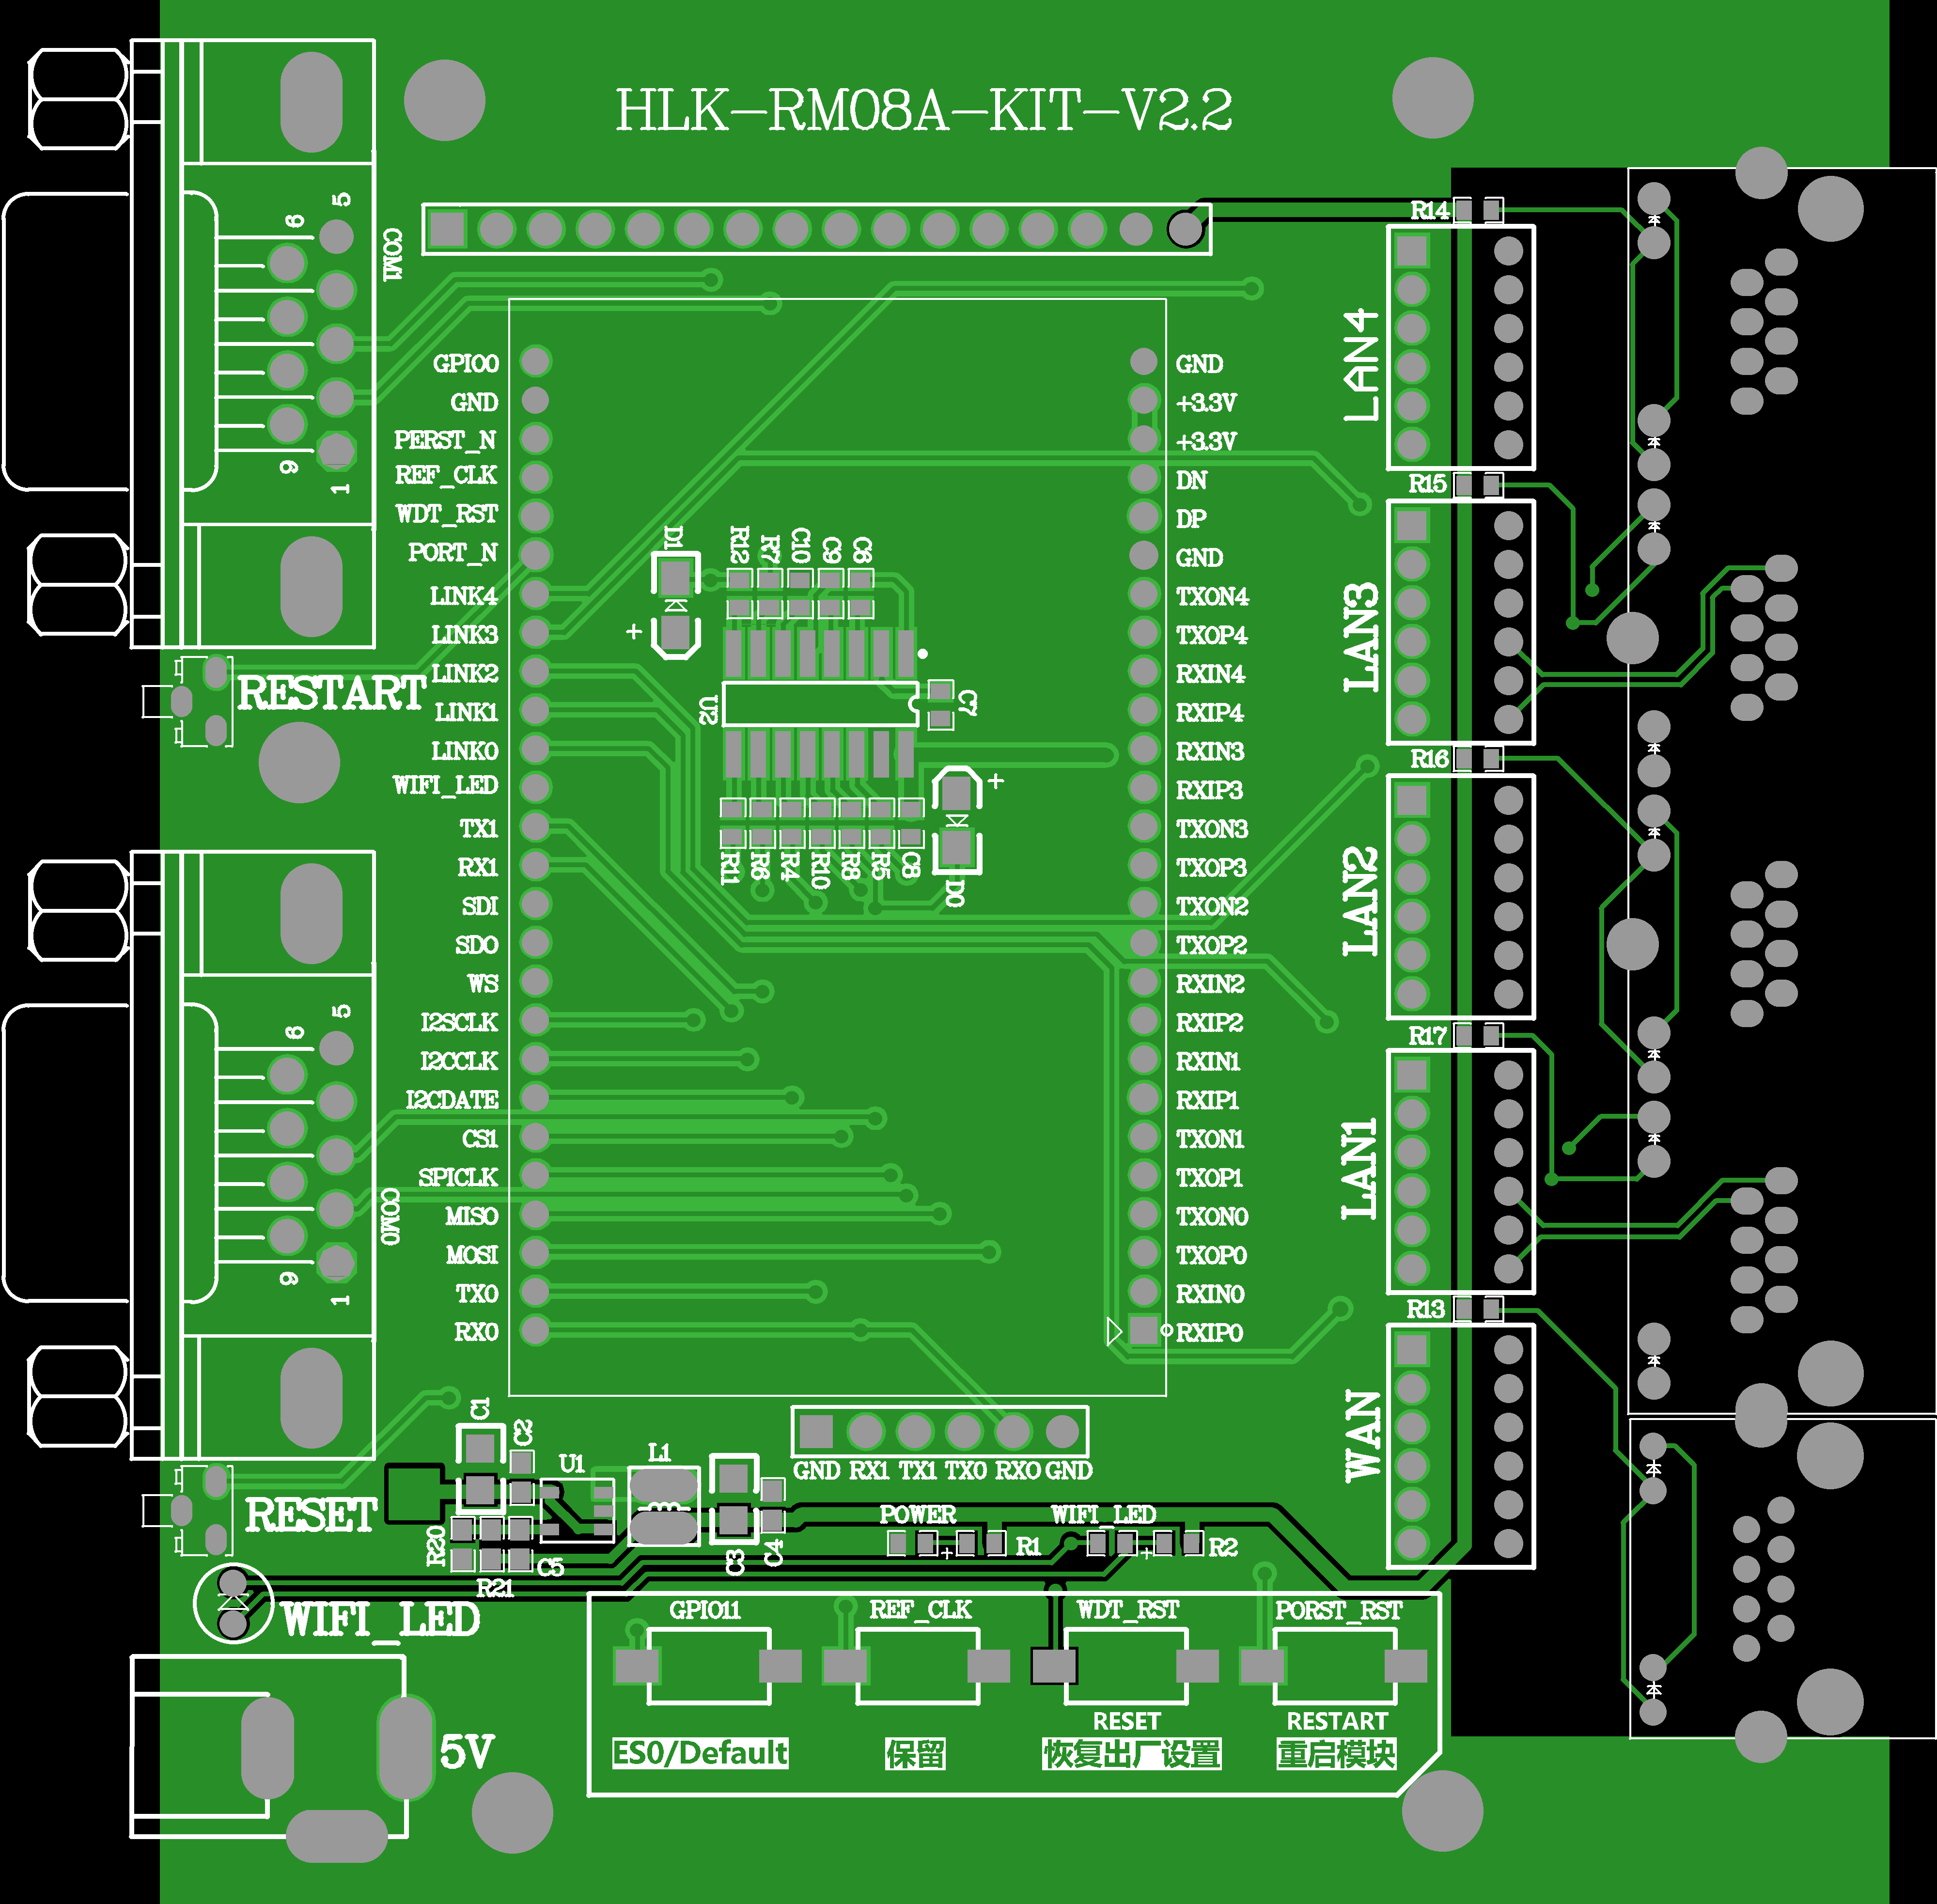 HLK-RM08A-KIT-V2.2
5
6
COM1
9
1
R14
LAN4
GPIO0
GND
PERST_N
REF_CLK
WDT_RST
PORT_N
LINK4
LINK3
LINK2
LINK1
LINK0
WIFI_LED
TX1
RX1
SDI
SDO
WS
I2SCLK
I2CCLK
I2CDATE
CS1
SPICLK
MISO
MOSI
TX0
RX0
GND
+3.3V
+3.3V
DN
DP
GND
TXON4
TXOP4
RXIN4
RXIP4
RXIN3
RXIP3
TXON3
TXOP3
TXON2
TXOP2
RXIN2
RXIP2
RXIN1
RXIP1
TXON1
TXOP1
TXON0
TXOP0
RXIN0
RXIP0
D1
R12
R7
C10
C9
C6
+
U2
C7
+
R11
R6
R4
R10
R8
R5
C8
D0
R15
LAN3
R16
LAN2
R17
LAN1
R13
WAN
RESTART
5
6
COM0
9
1
C1
C2
U1
L1
GND RX1 TX1 TX0 RX0 GND
RESET
R20
R21
C5
C3
C4
POWER
+
R1
WIFI_LED
+
R2
WIFI_LED
5V
GPIO11
REF_CLK
WDT_RST
PORST_RST
RESET
RESTART
ES0/Default
保留
恢复出厂设置
重启模块